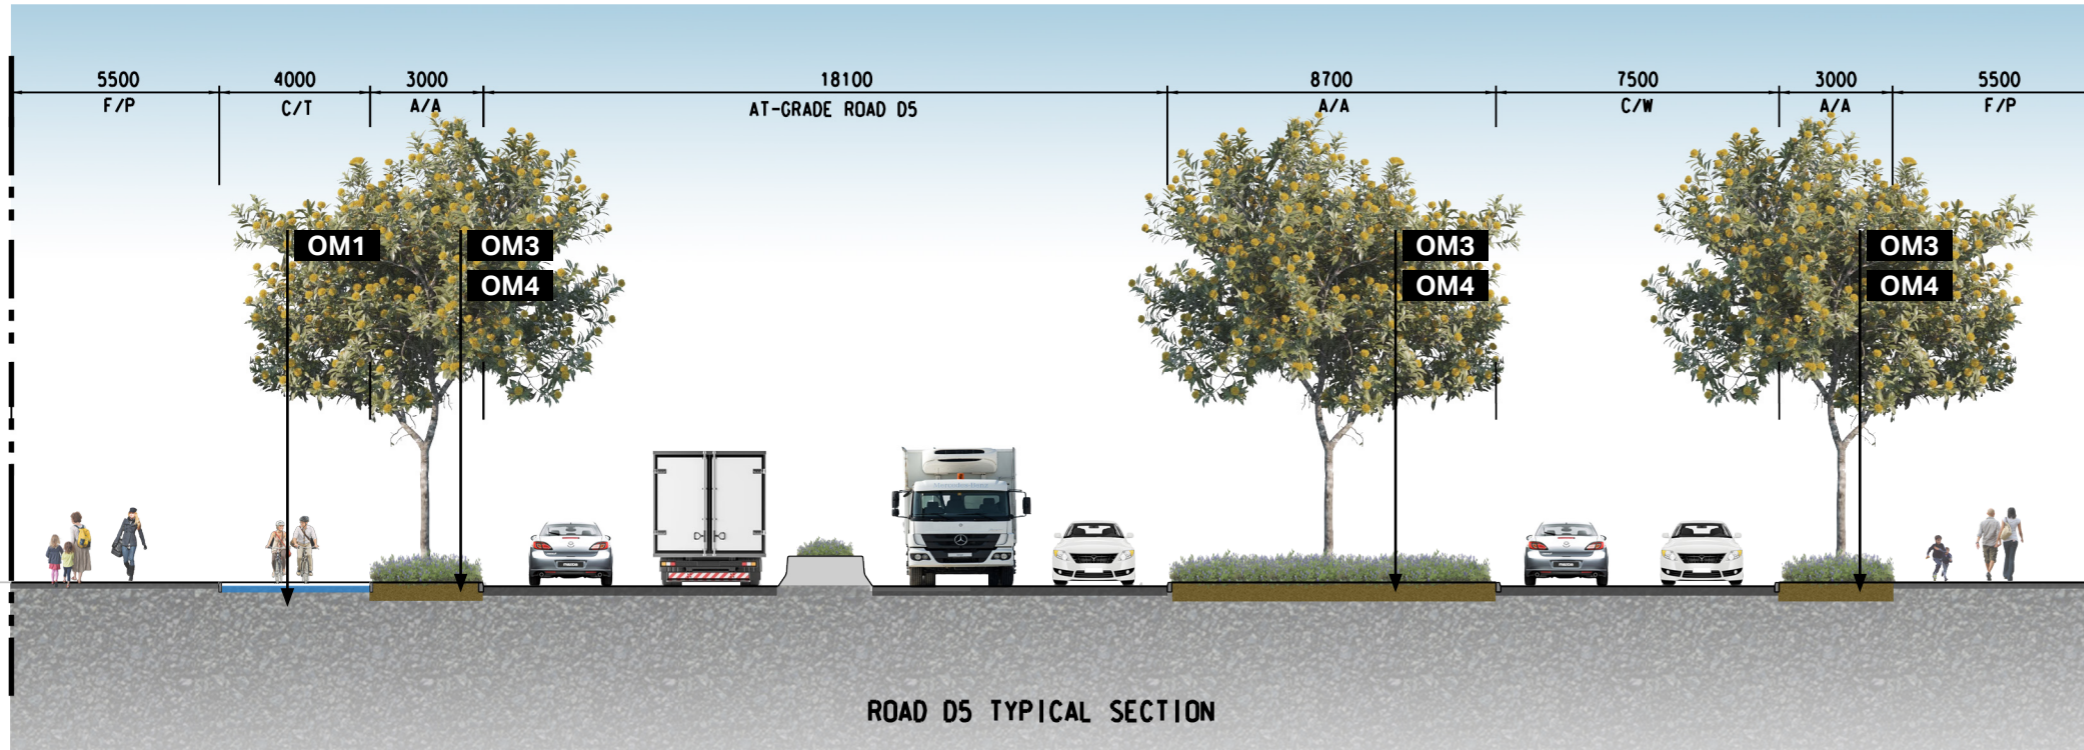 5500 4000 3000 18100 8700 7500 3000 5500
F/P C/T A/A AT-GRADE ROAD D5 A/A C/W A/A F/P
OM1 OM3 OM3 OM3
OM4 OM4 OM4
ROAD D5 TYPICAL SECTION